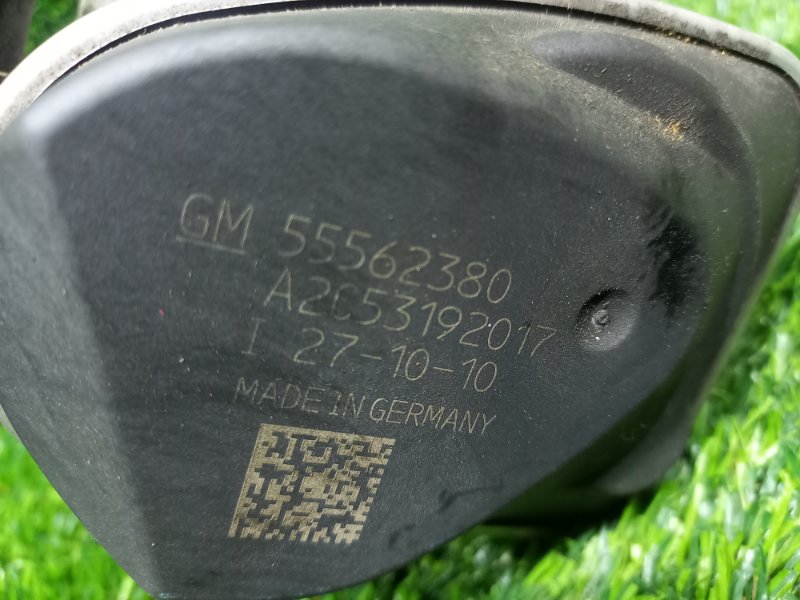 GM 55562380
A2C53192017
I 27-10-10
MADE IN GERMANY